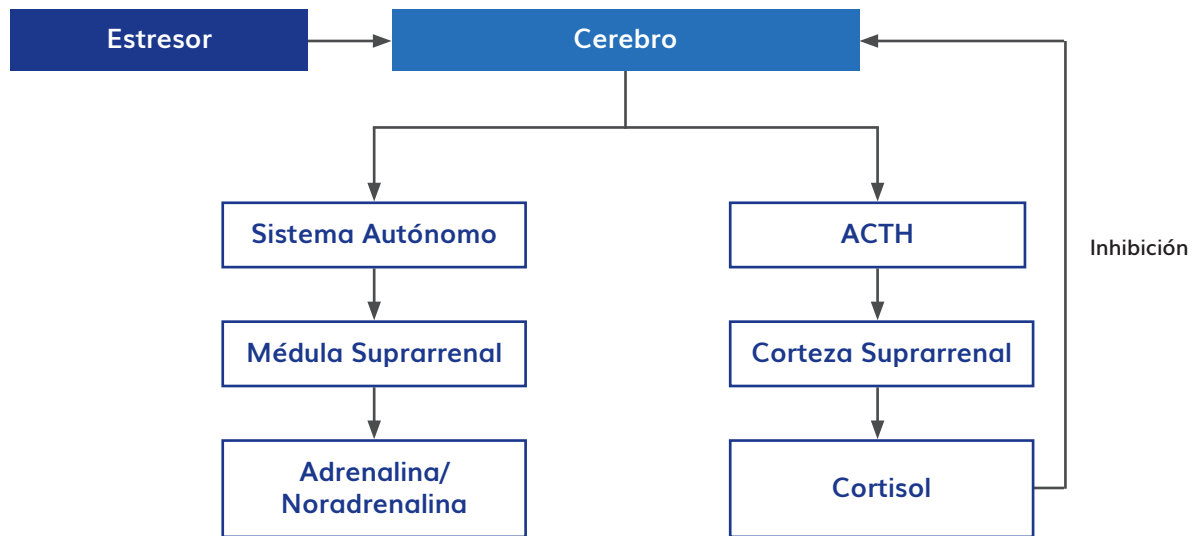 Estresor
Cerebro
Sistema Autónomo
ACTH
Inhibición
Médula Suprarrenal
Corteza Suprarrenal
Adrenalina/
Noradrenalina
Cortisol